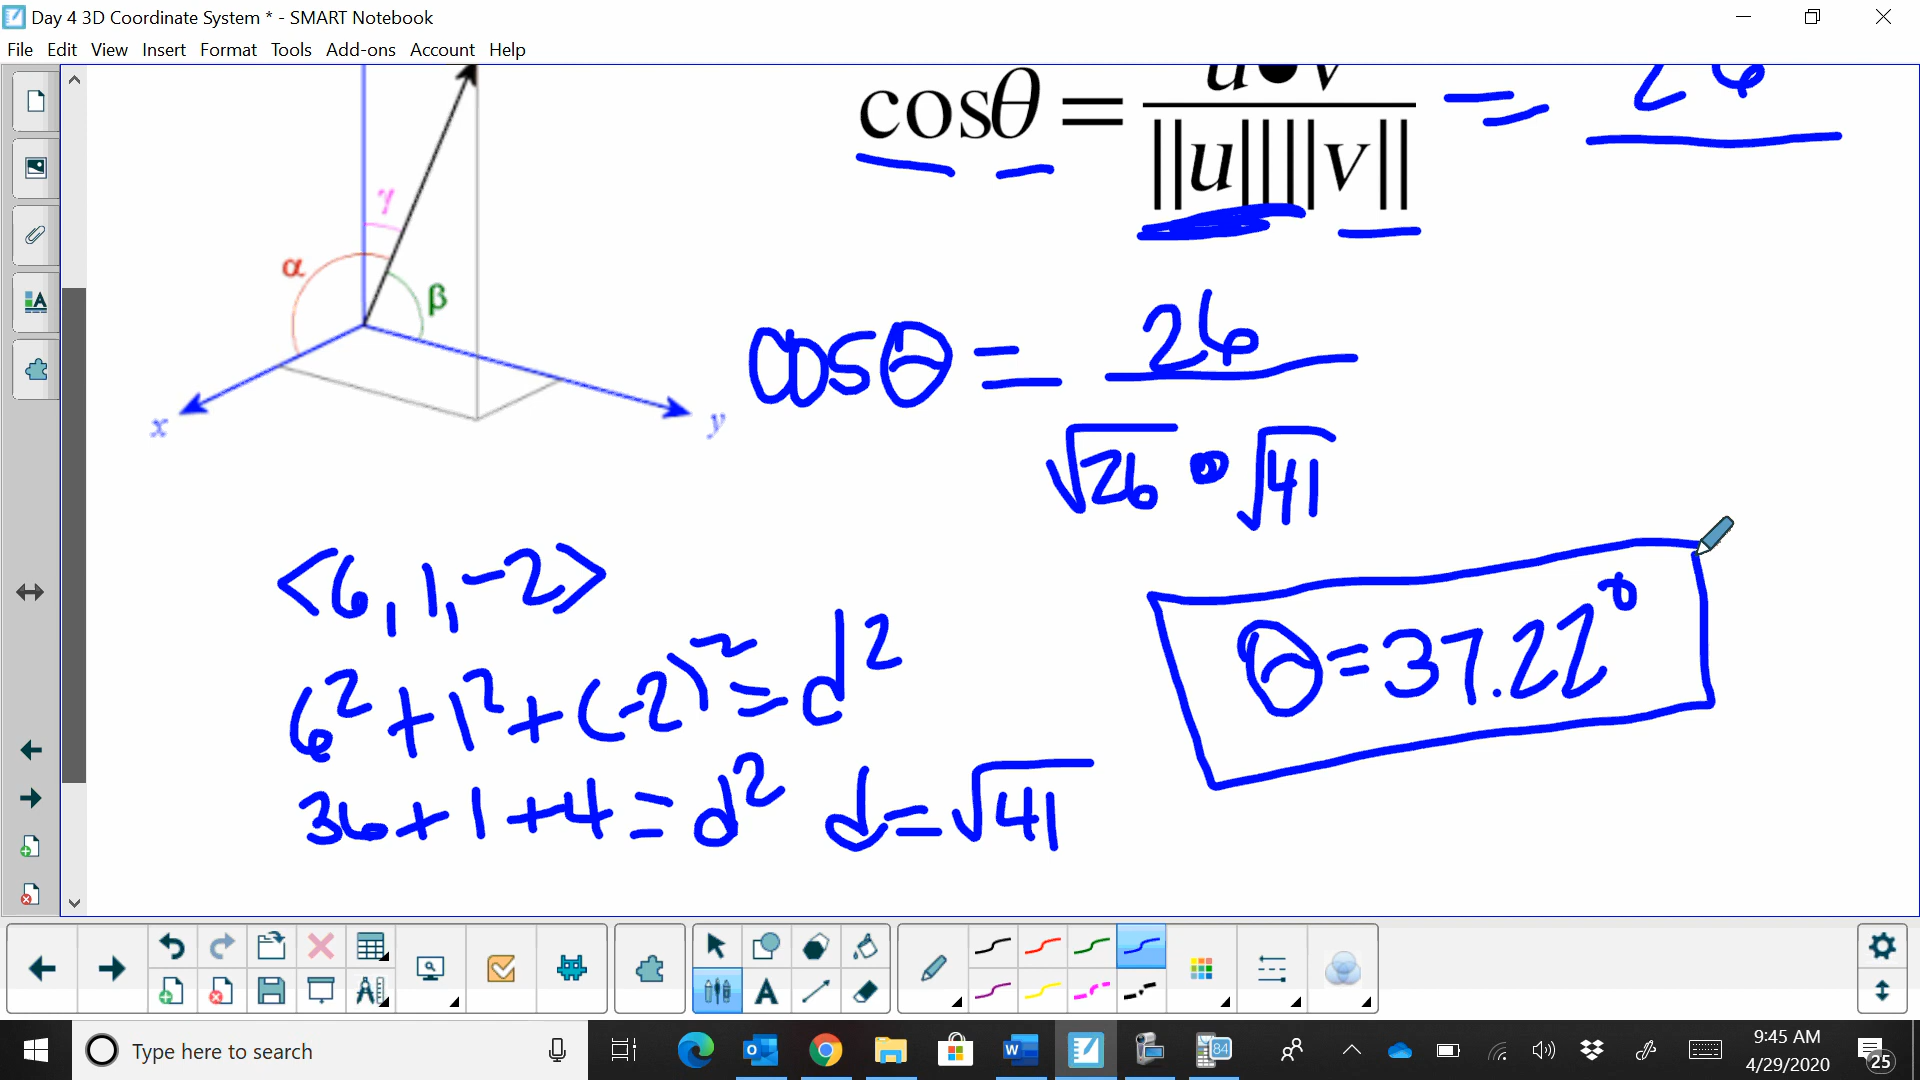 Day 4 3D Coordinate System * - SMART Notebook
File Edit View Insert Format Tools Add-ons Account Help
cosθ = u•v / ||u||||v|| = 26
γ
α
β
x
y
cosθ = 26
√26 • √41
<6, 1, -2>
6² + 1² + (-2)² = d²
36 + 1 + 4 = d² d = √41
θ = 37.22°
Type here to search
84
9:45 AM
4/29/2020
25